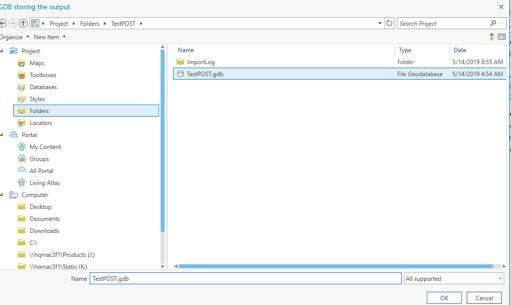 GDB storing the output
Project Folders TestPOST
Search Project
Organize New Item
Project
Maps
Toolboxes
Databases
Styles
Folders
Locators
Portal
My Content
Groups
All Portal
Living Atlas
Computer
Desktop
Documents
Downloads
C:\
\\hqmac3f1\Products (J:)
\\hqmac3f1\Static (K:)
Name Type Date
ImportLog Folder 5/14/2019 8:55 AM
TestPOST.gdb File Geodatabase 5/14/2019 4:54 AM
Name TestPOST.gdb All supported
OK Cancel